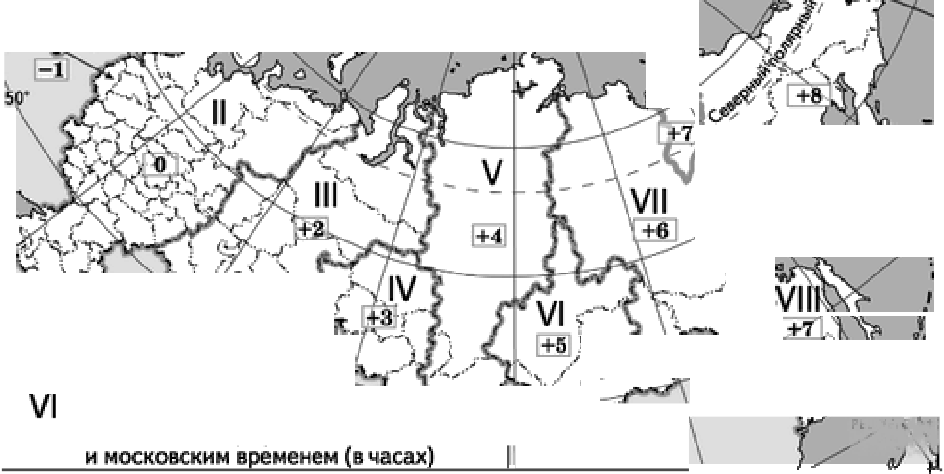 −1
Северный полярный
+8
50°
II
+7
0
V
III
VII
+2
+6
+4
IV
VIII
VI
+3
+7
+5
VI
и московским временем (в часах)
||